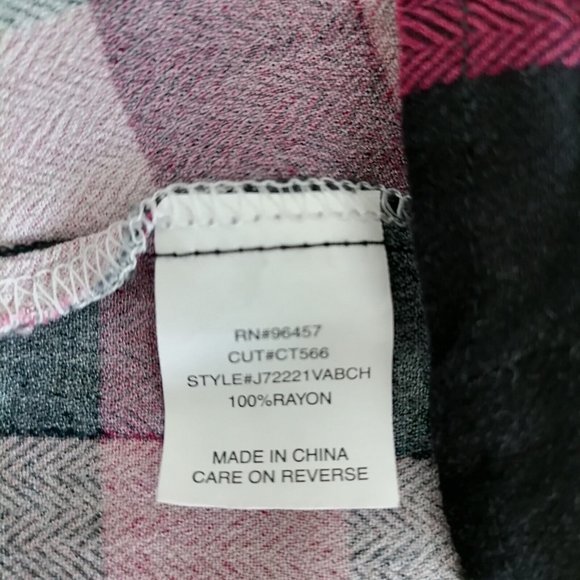 RN#96457
CUT#CT566
STYLE#J72221VABCH
100%RAYON
MADE IN CHINA
CARE ON REVERSE